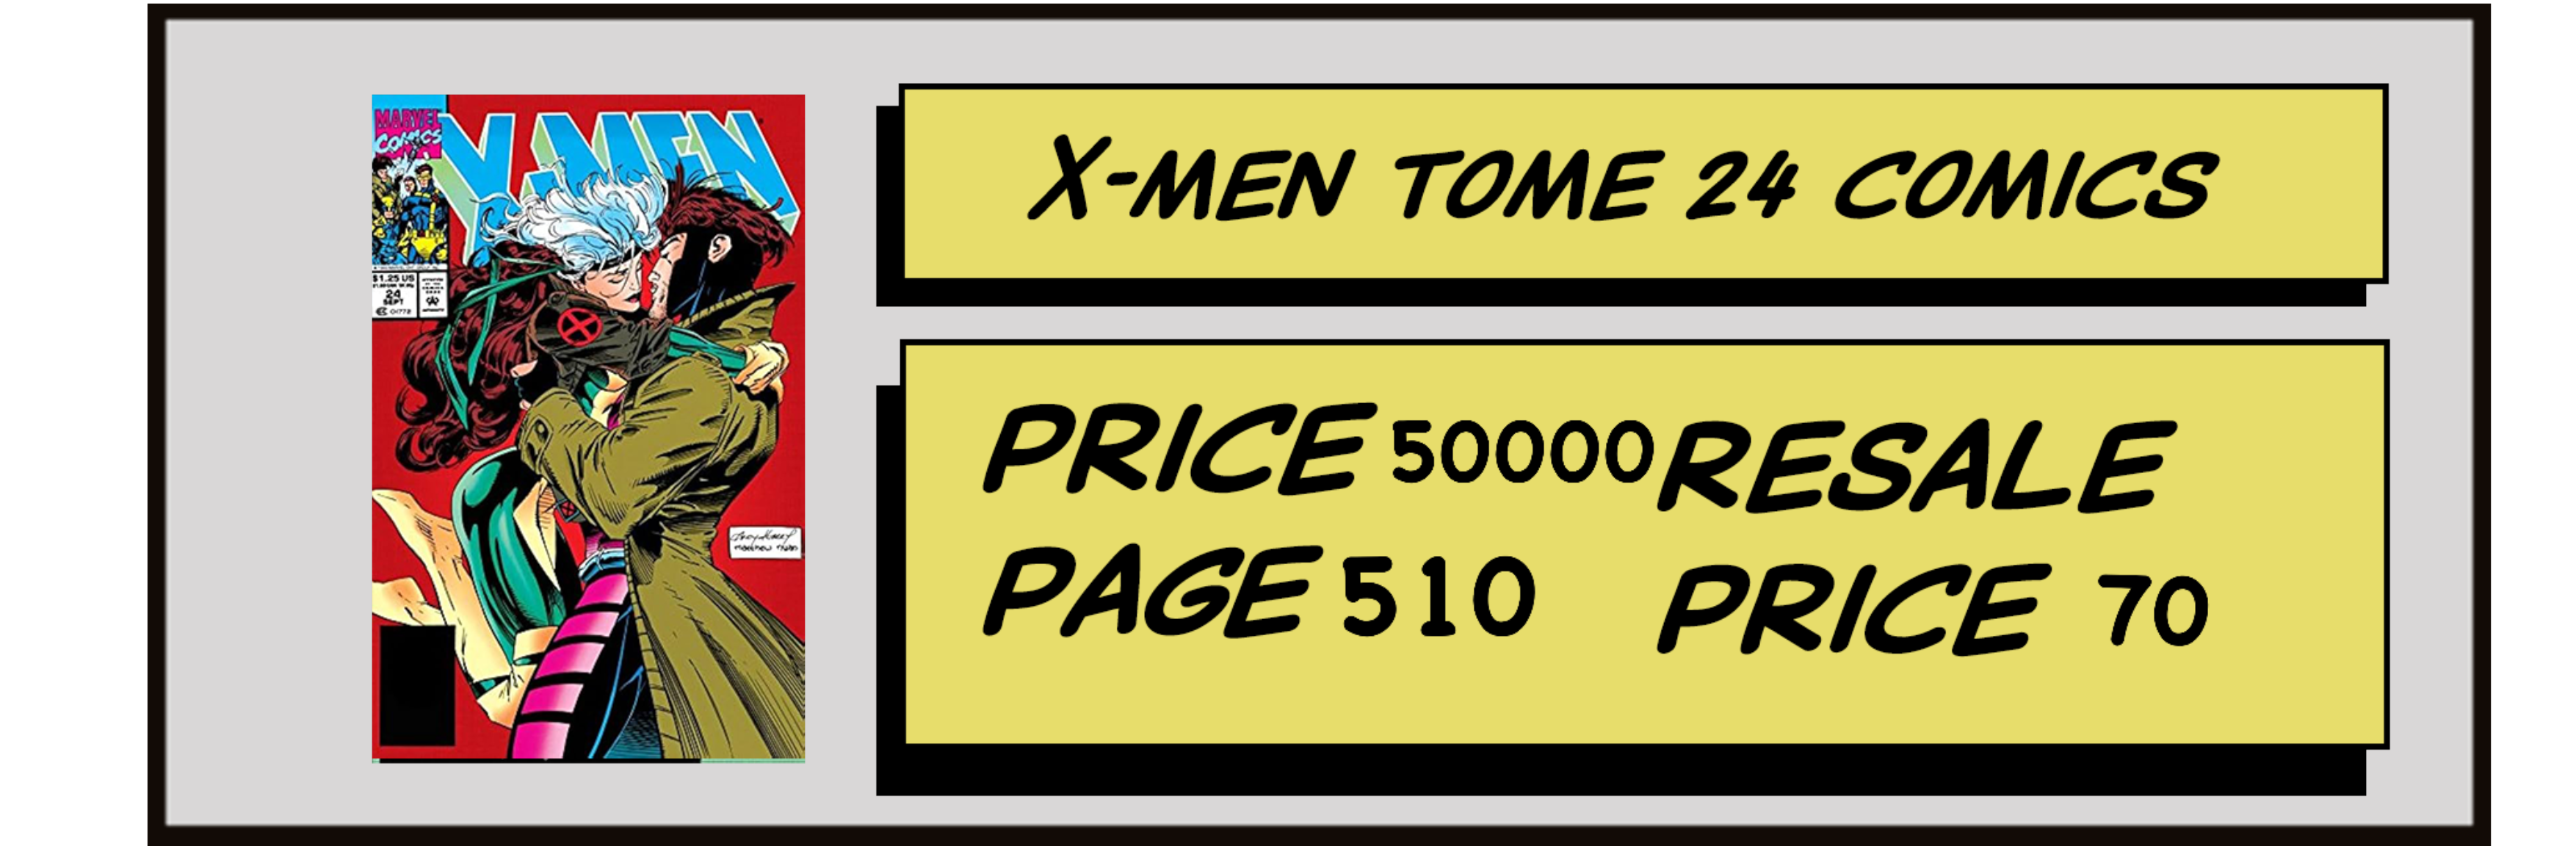 MARVEL
COMICS
X-MEN
$1.25 US
24
SEPT
X-MEN TOME 24 COMICS
PRICE 50000
PAGE 510
RESALE
PRICE 70